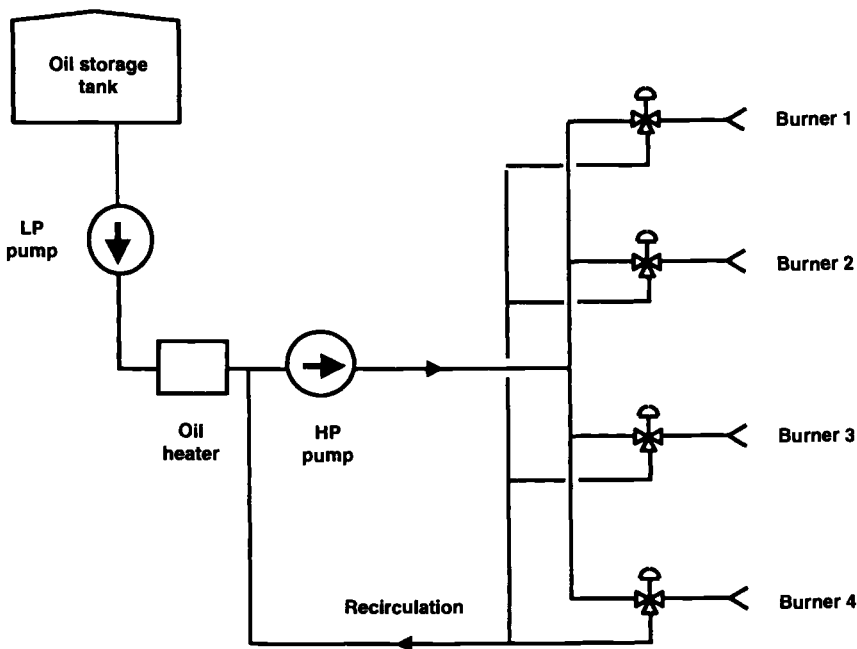 Oil storage
tank
Burner 1
LP
pump
Burner 2
Oil
heater
HP
pump
Burner 3
Recirculation
Burner 4